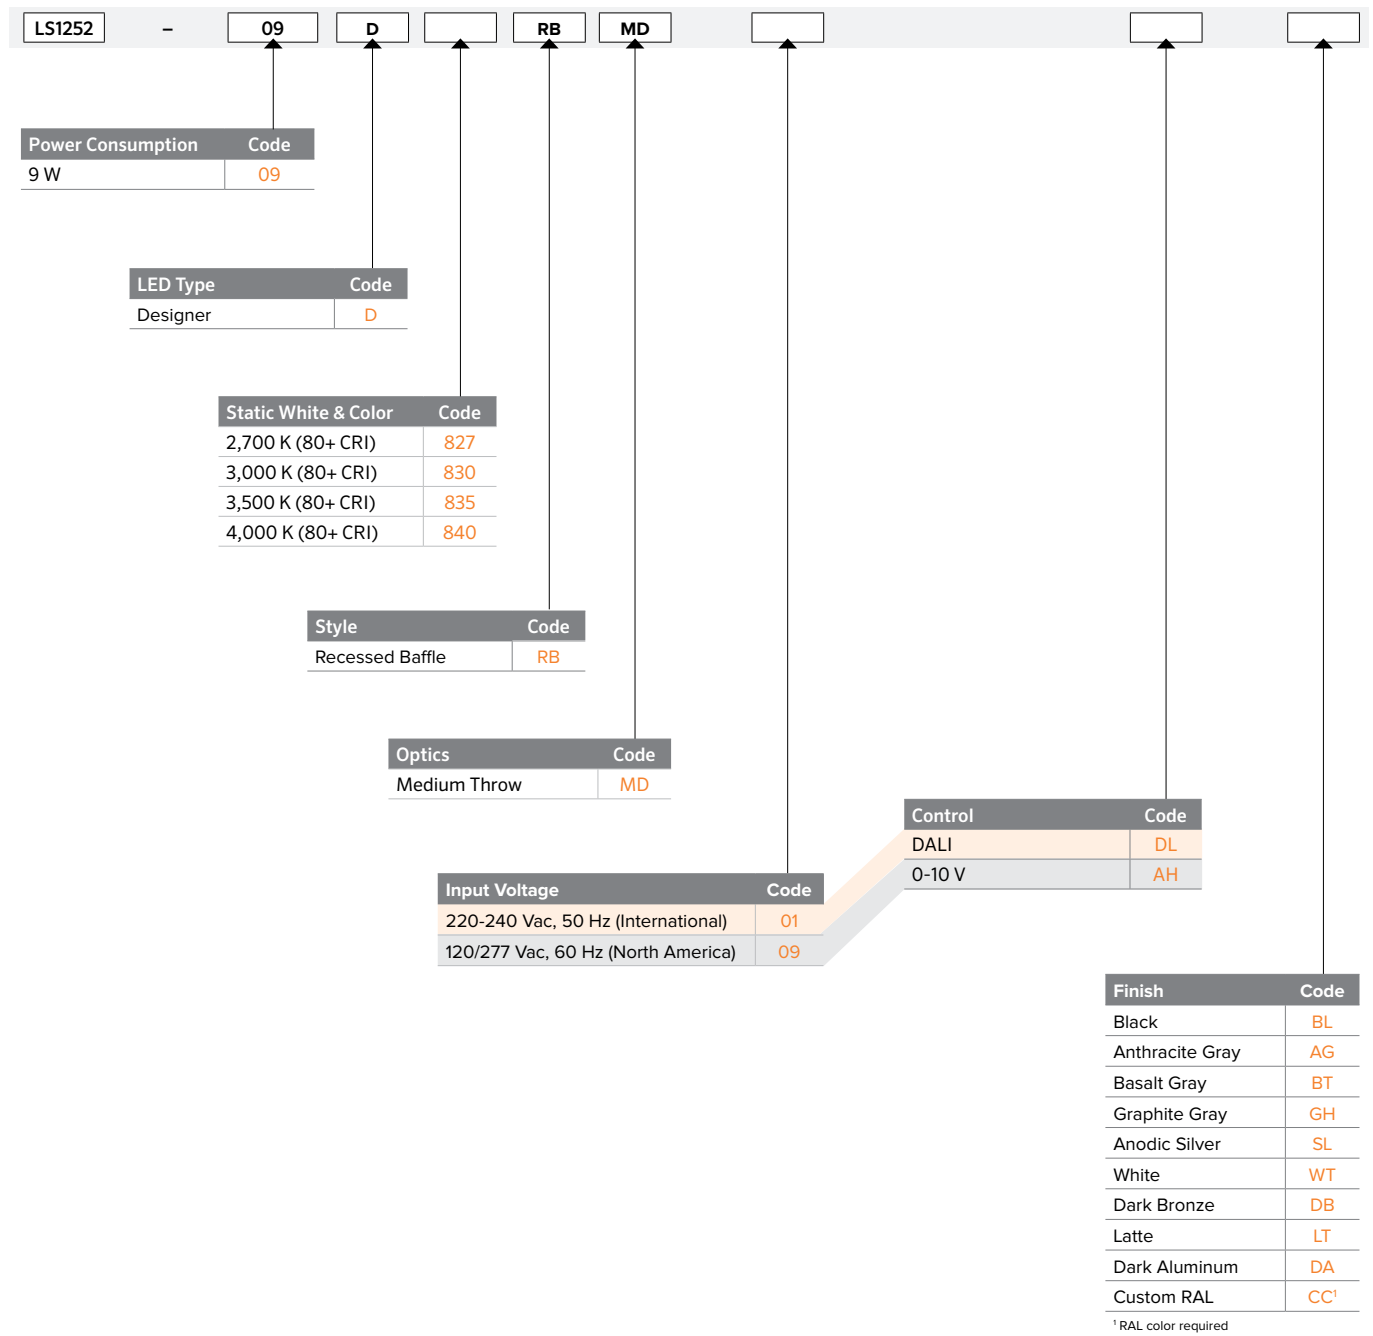 LS1252 – 09 D RB MD
Power Consumption Code
9 W 09
LED Type Code
Designer D
Static White & Color Code
2,700 K (80+ CRI) 827
3,000 K (80+ CRI) 830
3,500 K (80+ CRI) 835
4,000 K (80+ CRI) 840
Style Code
Recessed Baffle RB
Optics Code
Medium Throw MD
Control Code
DALI DL
0-10 V AH
Input Voltage Code
220-240 Vac, 50 Hz (International) 01
120/277 Vac, 60 Hz (North America) 09
Finish Code
Black BL
Anthracite Gray AG
Basalt Gray BT
Graphite Gray GH
Anodic Silver SL
White WT
Dark Bronze DB
Latte LT
Dark Aluminum DA
Custom RAL CC¹
¹ RAL color required